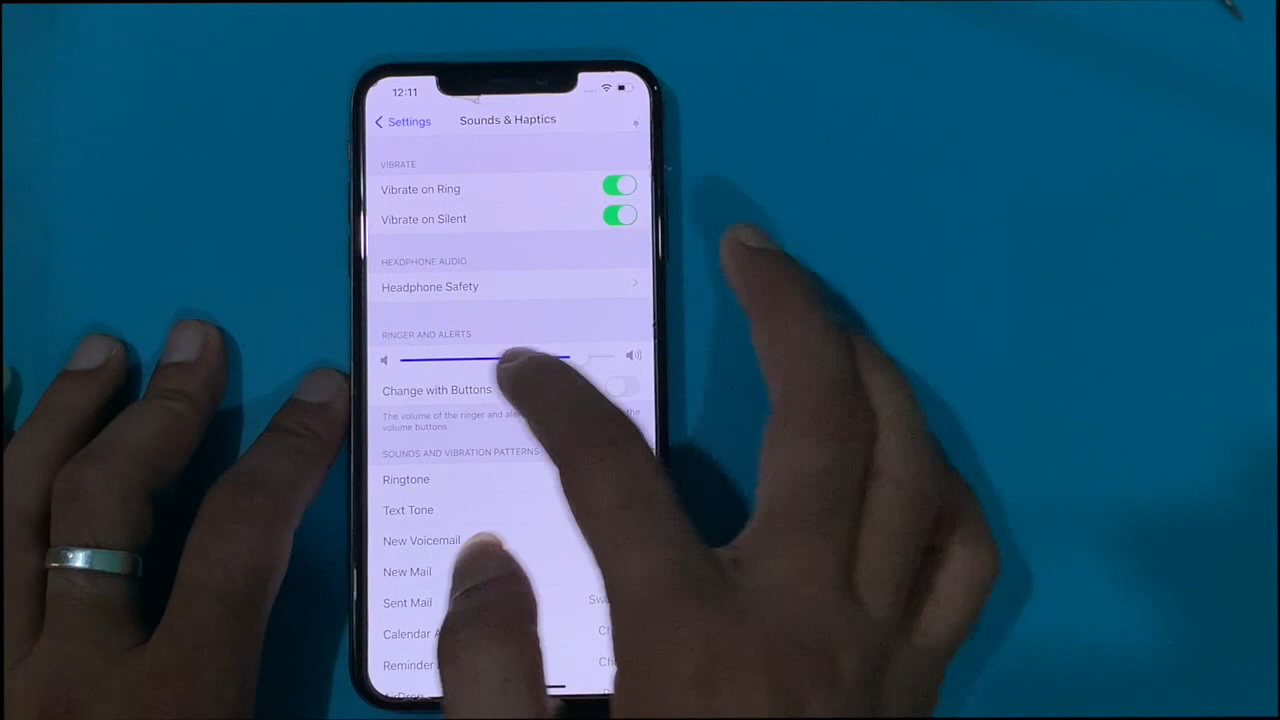 12:11
Settings
Sounds & Haptics
VIBRATE
Vibrate on Ring
Vibrate on Silent
HEADPHONE AUDIO
Headphone Safety
RINGER AND ALERTS
Change with Buttons
The volume of the ringer and the
volume buttons.
SOUNDS AND VIBRATION PATTERNS
Ringtone
Text Tone
New Voicemail
New Mail
Sent Mail
Calendar
Reminder
AirDrop